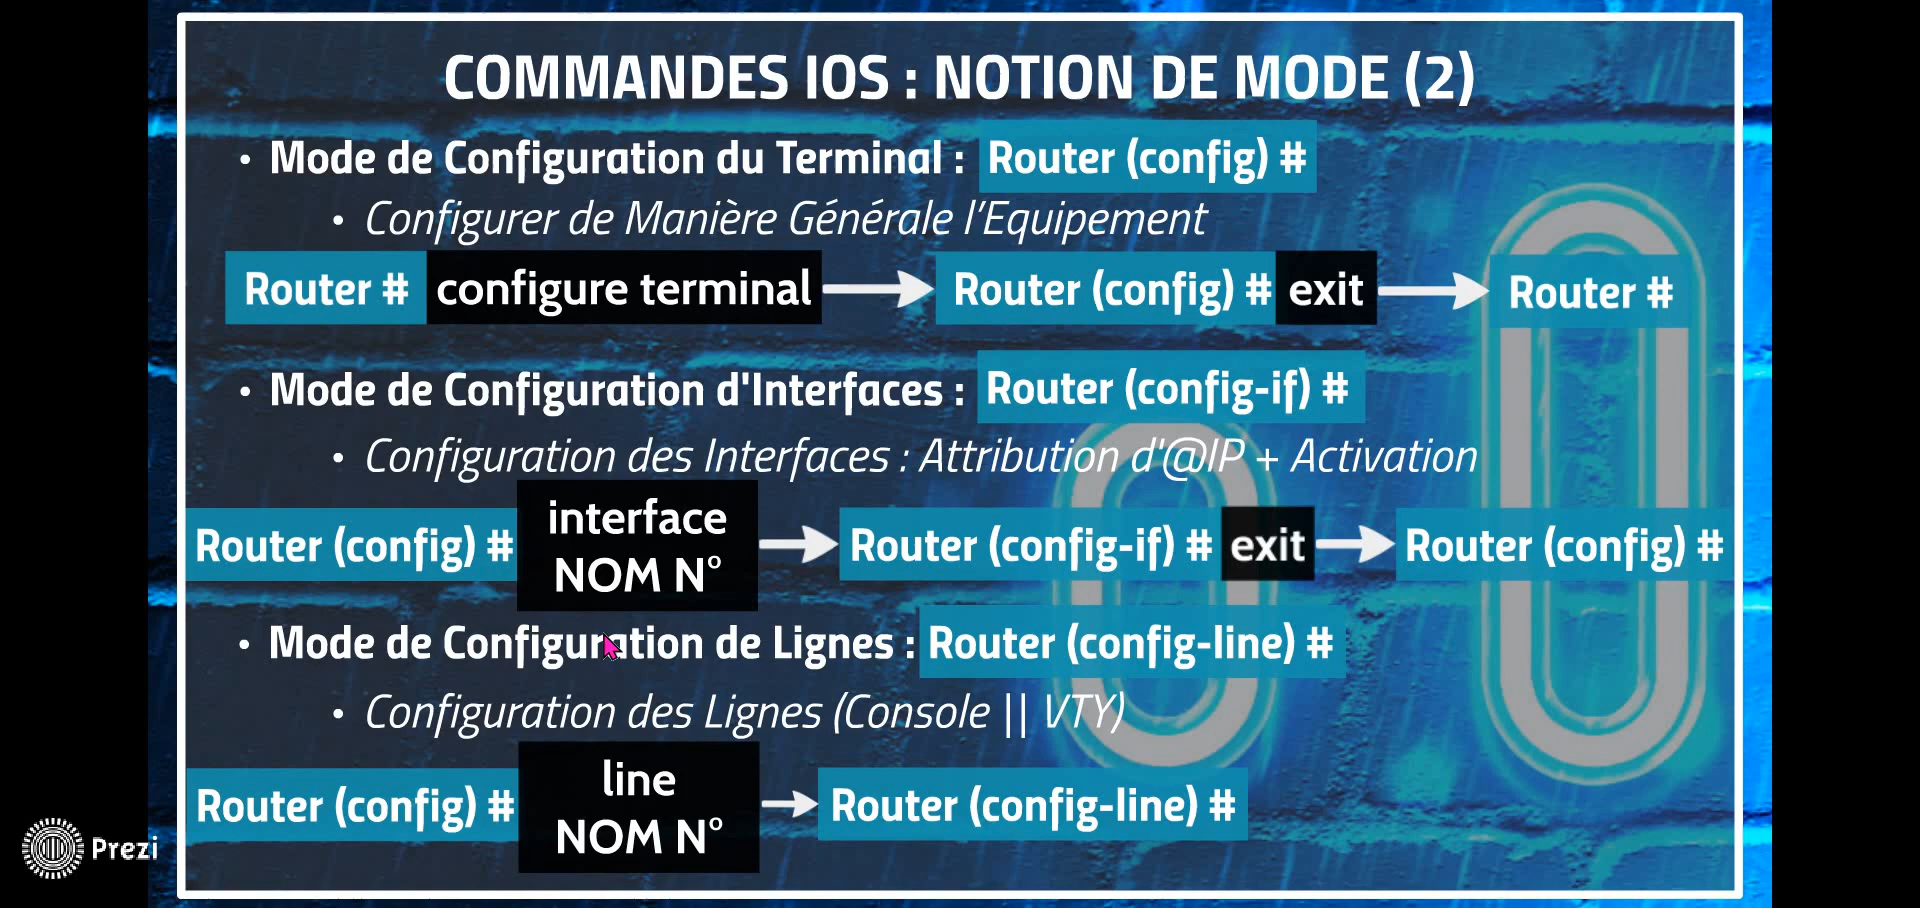 COMMANDES IOS : NOTION DE MODE (2)
• Mode de Configuration du Terminal : Router (config) #
• Configurer de Manière Générale l’Equipement
Router # configure terminal Router (config) # exit Router #
• Mode de Configuration d'Interfaces : Router (config-if) #
• Configuration des Interfaces : Attribution d'@IP + Activation
Router (config) # interface NOM N° Router (config-if) # exit Router (config) #
• Mode de Configuration de Lignes : Router (config-line) #
• Configuration des Lignes (Console || VTY)
Router (config) # line NOM N° Router (config-line) #
Prezi